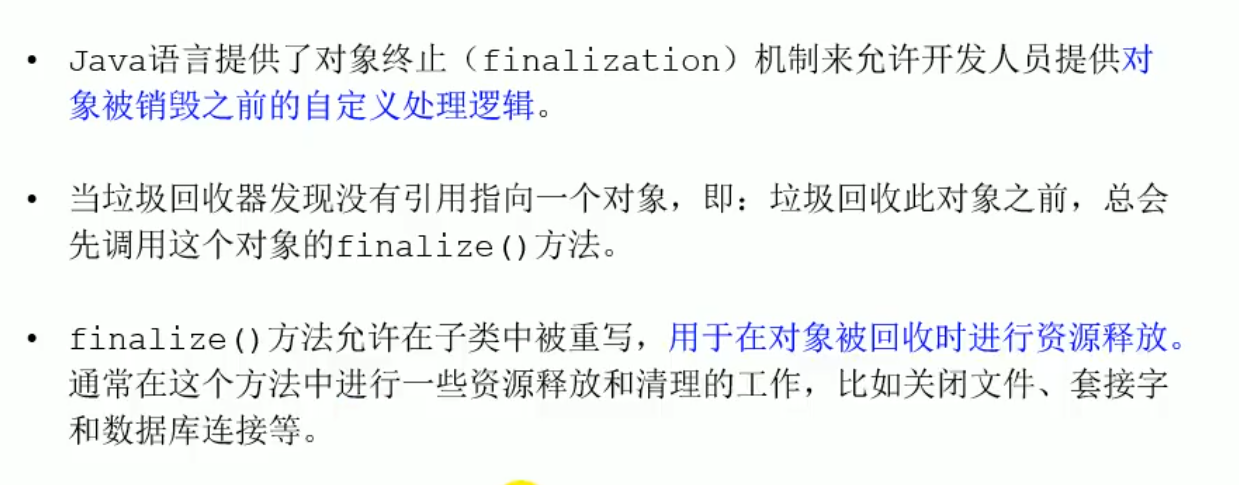 • Java语言提供了对象终止（finalization）机制来允许开发人员提供对
象被销毁之前的自定义处理逻辑。
• 当垃圾回收器发现没有引用指向一个对象，即：垃圾回收此对象之前，总会
先调用这个对象的finalize()方法。
• finalize()方法允许在子类中被重写，用于在对象被回收时进行资源释放。
通常在这个方法中进行一些资源释放和清理的工作，比如关闭文件、套接字
和数据库连接等。